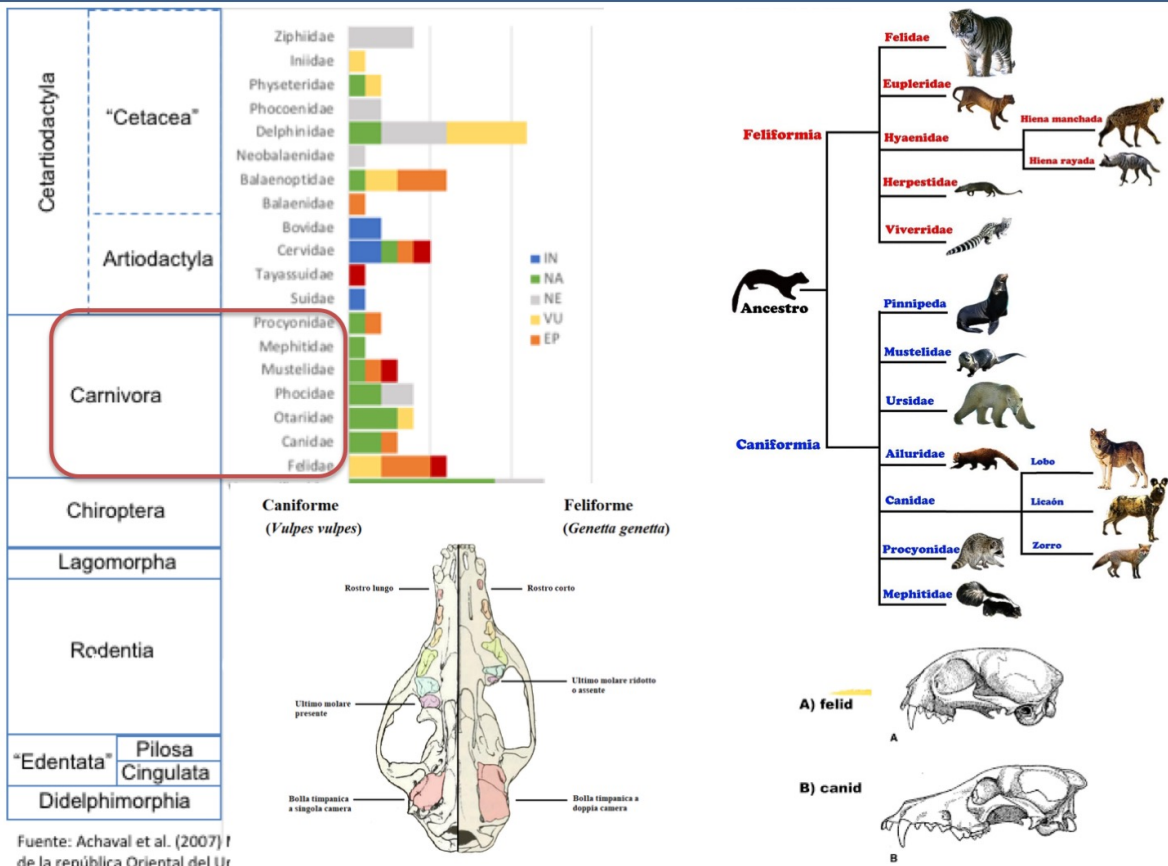 Cetartiodactyla
“Cetacea”
Artiodactyla
Carnivora
Chiroptera
Lagomorpha
Rodentia
“Edentata”
Pilosa
Cingulata
Didelphimorphia
Fuente: Achaval et al. (2007)
de la república Oriental del
Ziphiidae
Iniidae
Physeteridae
Phocoenidae
Delphinidae
Neobalaenidae
Balaenoptidae
Balaenidae
Bovidae
Cervidae
Tayassuidae
Suidae
Procyonidae
Mephitidae
Mustelidae
Phocidae
Otariidae
Canidae
Felidae
IN
NA
NE
VU
EP
Caniforme
(Vulpes vulpes)
Feliforme
(Genetta genetta)
Rostro lungo
Rostro corto
Ultimo molare ridotto
o assente
Ultimo molare
presente
Bolla timpanica
a singola camera
Bolla timpanica a
doppia camera
Ancestro
Feliformia
Felidae
Eupleridae
Hyaenidae
Hiena manchada
Hiena rayada
Herpestidae
Viverridae
Caniformia
Pinnipeda
Mustelidae
Ursidae
Ailuridae
Canidae
Lobo
Licaón
Zorro
Procyonidae
Mephitidae
A) felid
A
B) canid
B